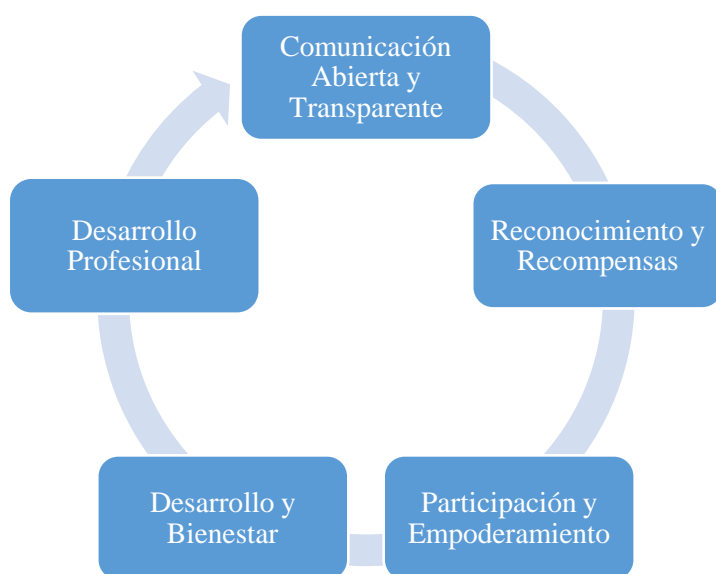 Comunicación
Abierta y
Transparente
Reconocimiento y
Recompensas
Participación y
Empoderamiento
Desarrollo y
Bienestar
Desarrollo
Profesional